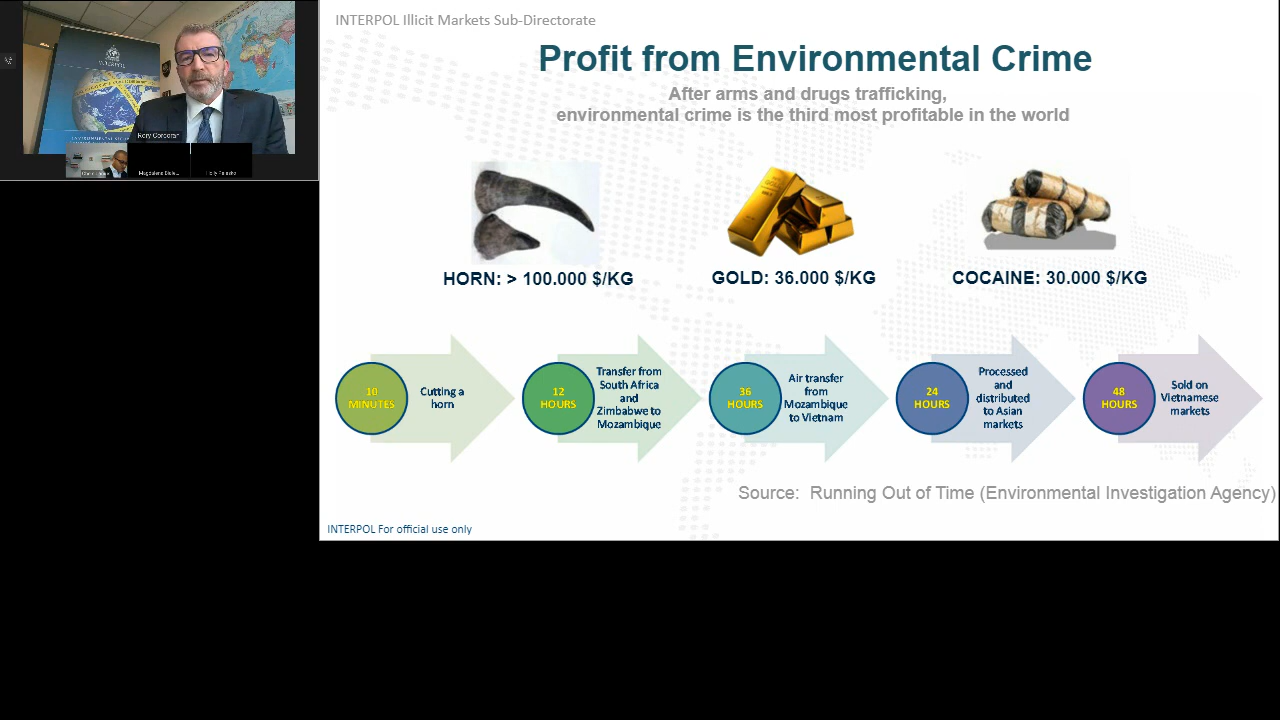 INTERPOL Illicit Markets Sub-Directorate
Profit from Environmental Crime
After arms and drugs trafficking,
environmental crime is the third most profitable in the world
HORN: > 100.000 $/KG
GOLD: 36.000 $/KG
COCAINE: 30.000 $/KG
10
MINUTES
Cutting a
horn
12
HOURS
Transfer from
South Africa
and
Zimbabwe to
Mozambique
36
HOURS
Air transfer
from
Mozambique
to Vietnam
24
HOURS
Processed
and
distributed
to Asian
markets
48
HOURS
Sold on
Vietnamese
markets
Source: Running Out of Time (Environmental Investigation Agency)
INTERPOL For official use only
INTERPOL
Rory Corcoran